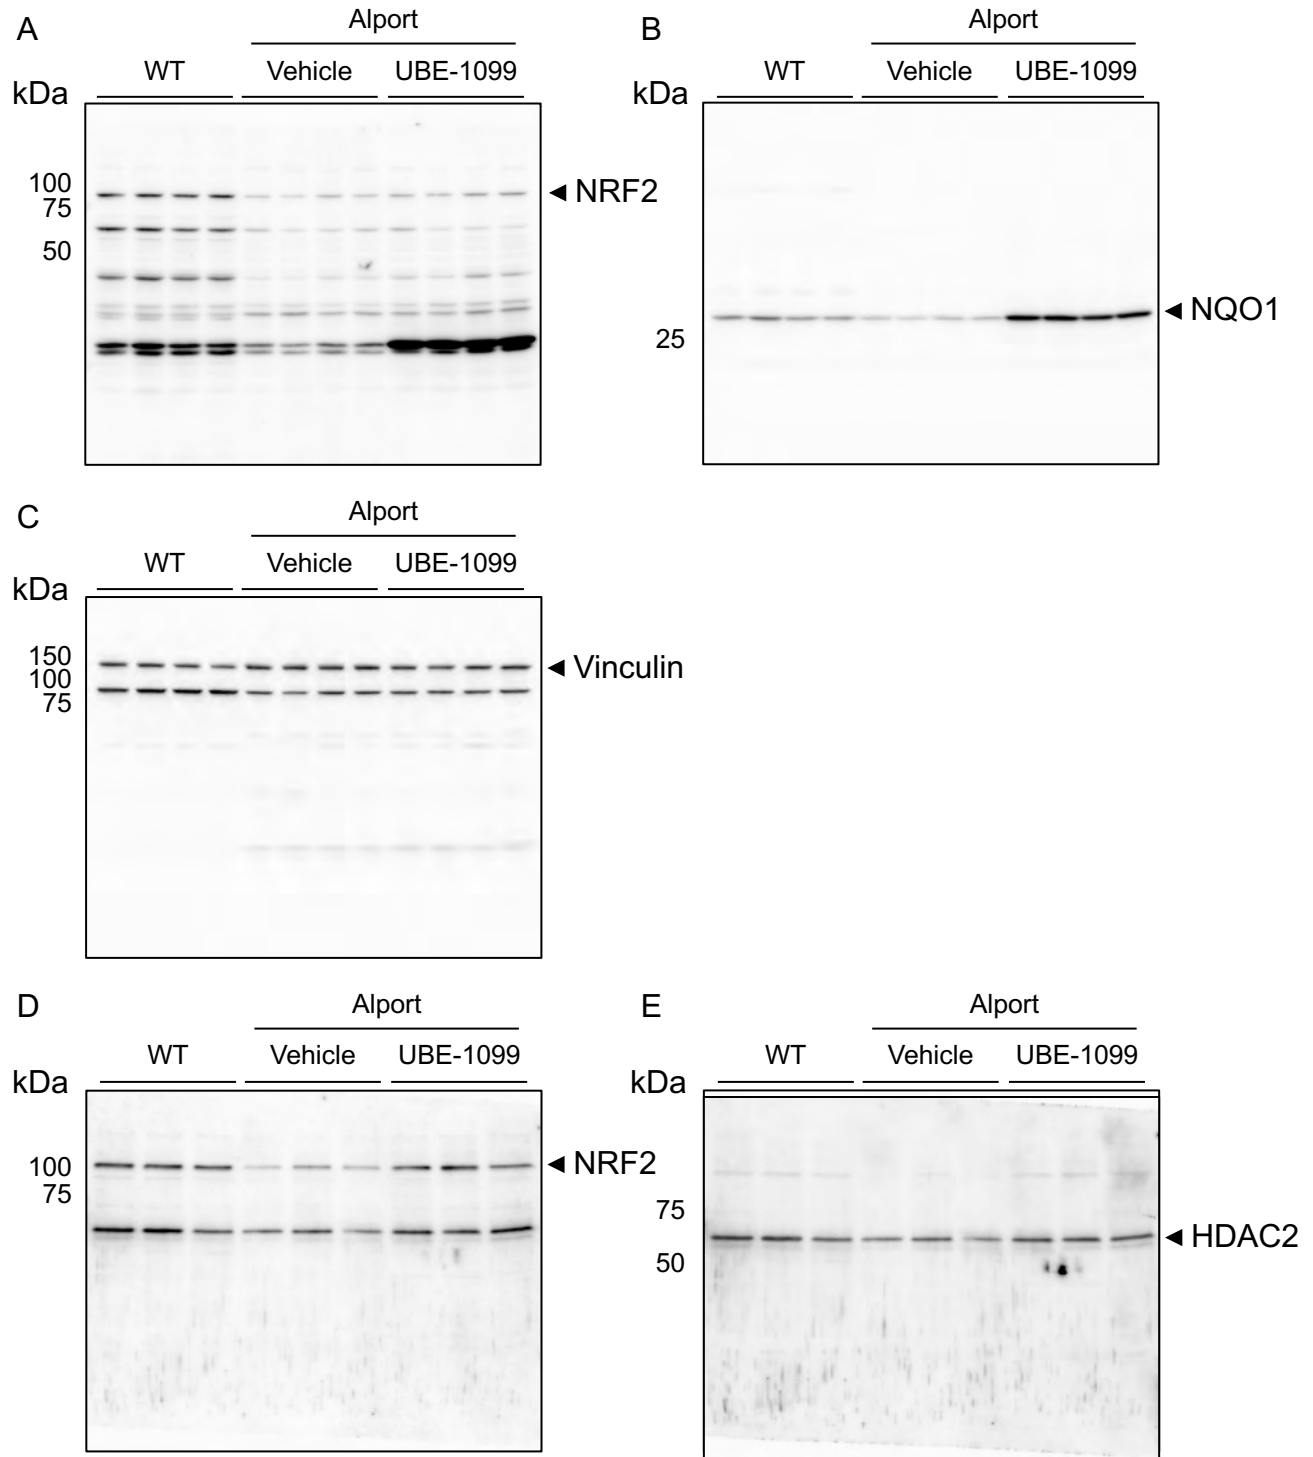 A
Alport
WT Vehicle UBE-1099
kDa
100
75
50
◄ NRF2
B
Alport
WT Vehicle UBE-1099
kDa
25
◄ NQO1
C
Alport
WT Vehicle UBE-1099
kDa
150
100
75
◄ Vinculin
D
Alport
WT Vehicle UBE-1099
kDa
100
75
◄ NRF2
E
Alport
WT Vehicle UBE-1099
kDa
75
50
◄ HDAC2